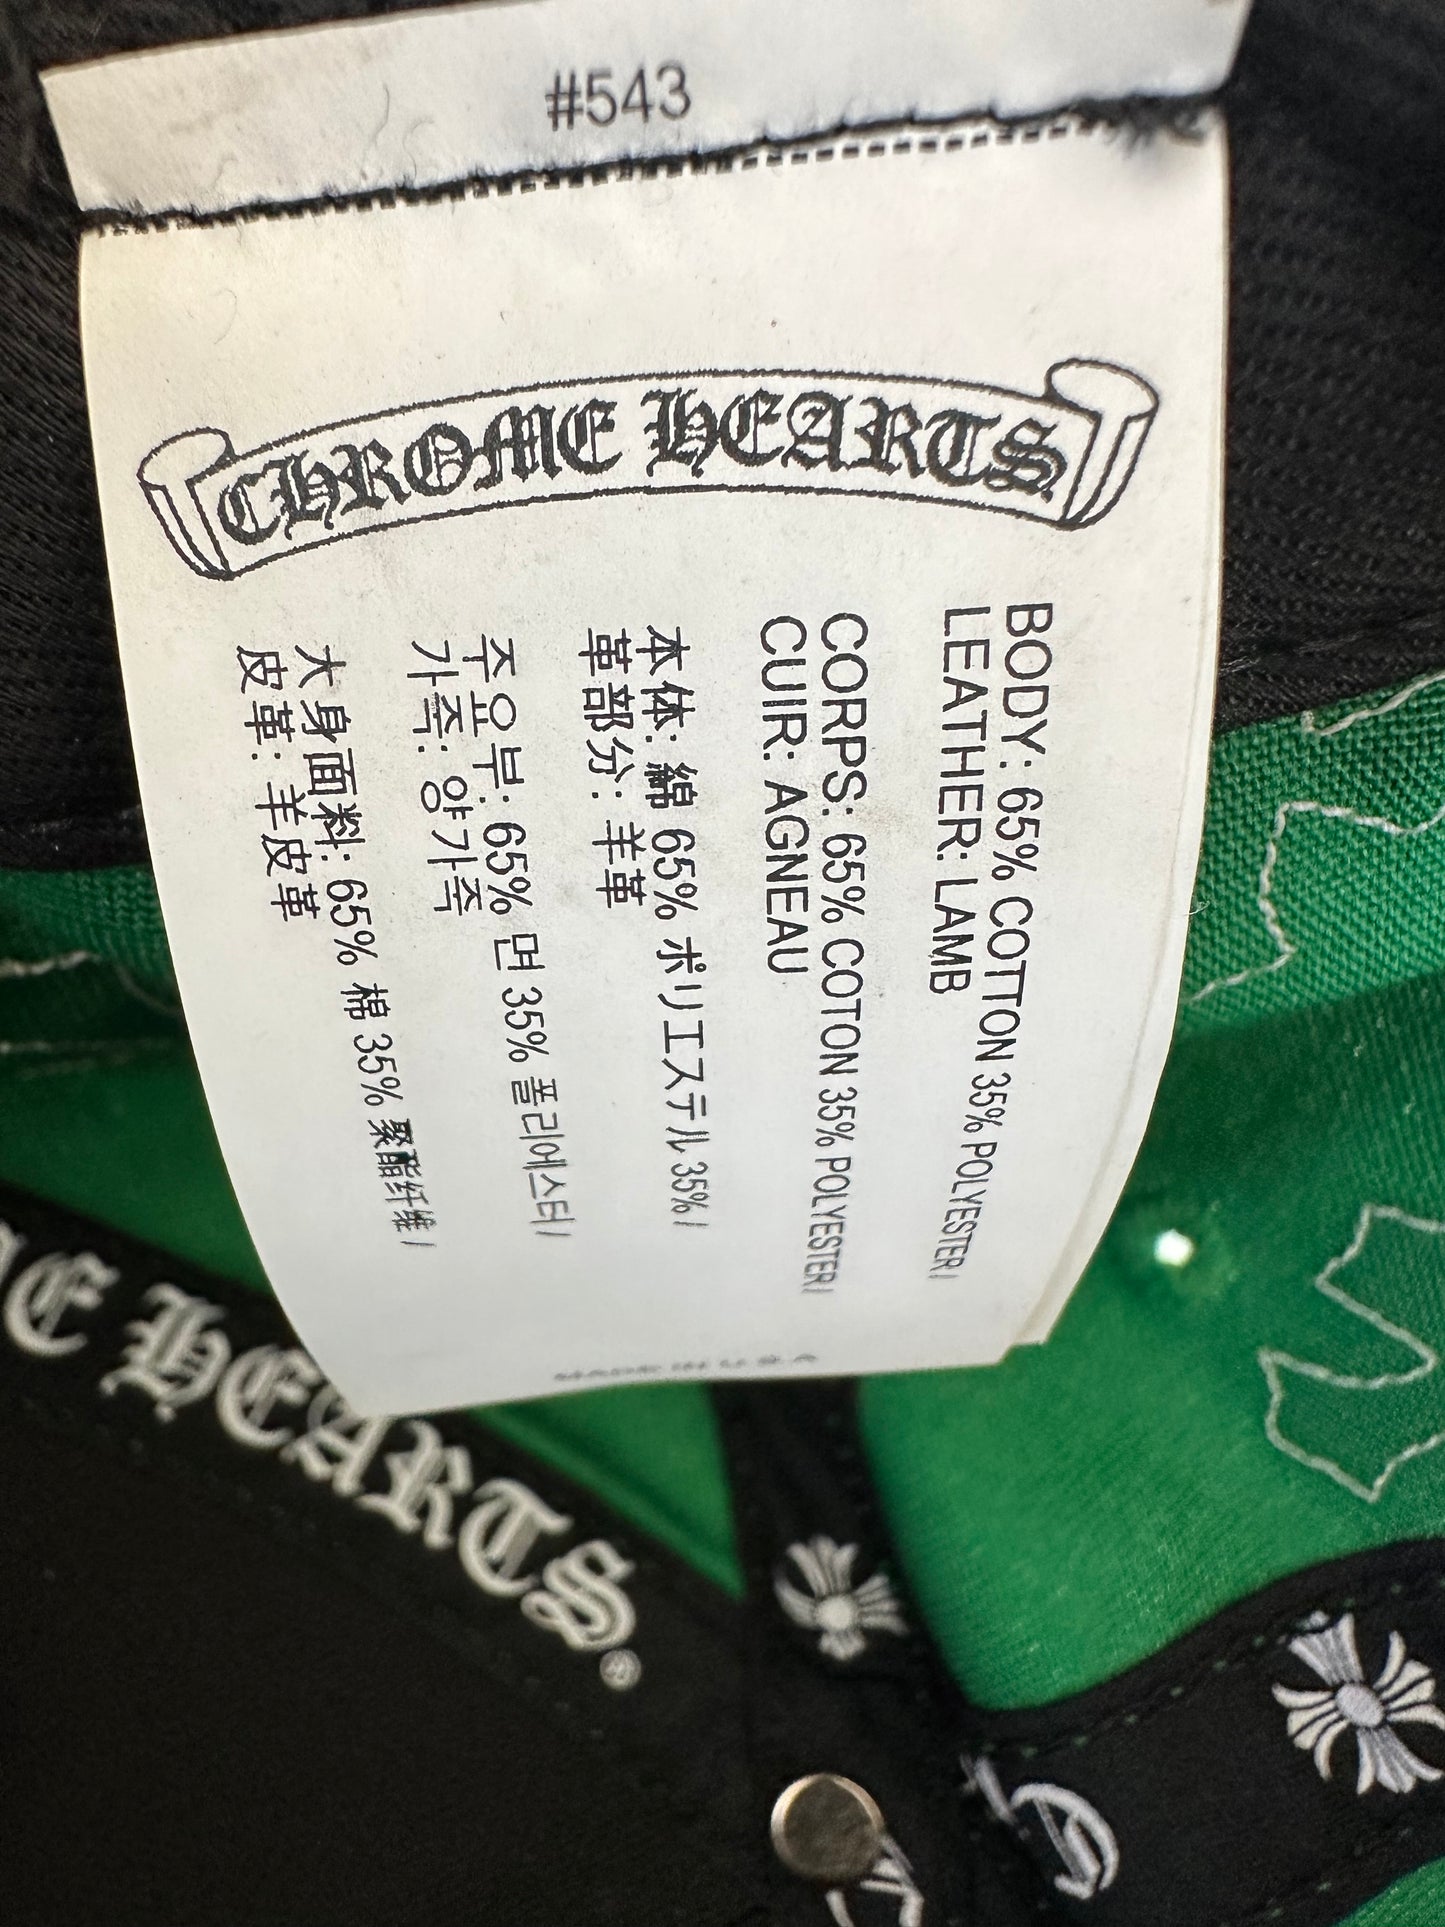 #543
CHROME HEARTS
BODY: 65% COTTON 35% POLYESTER/
LEATHER: LAMB
CORPS: 65% COTON 35% POLYESTER/
CUIR: AGNEAU
本体: 綿 65% ポリエステル 35% /
革部分: 羊革
주요부: 65% 면 35% 폴리에스터 /
가죽: 양가죽
大身面料: 65% 棉 35% 聚酯纤维 /
皮革: 羊皮革
MADE IN U.S.A
HEARTS®